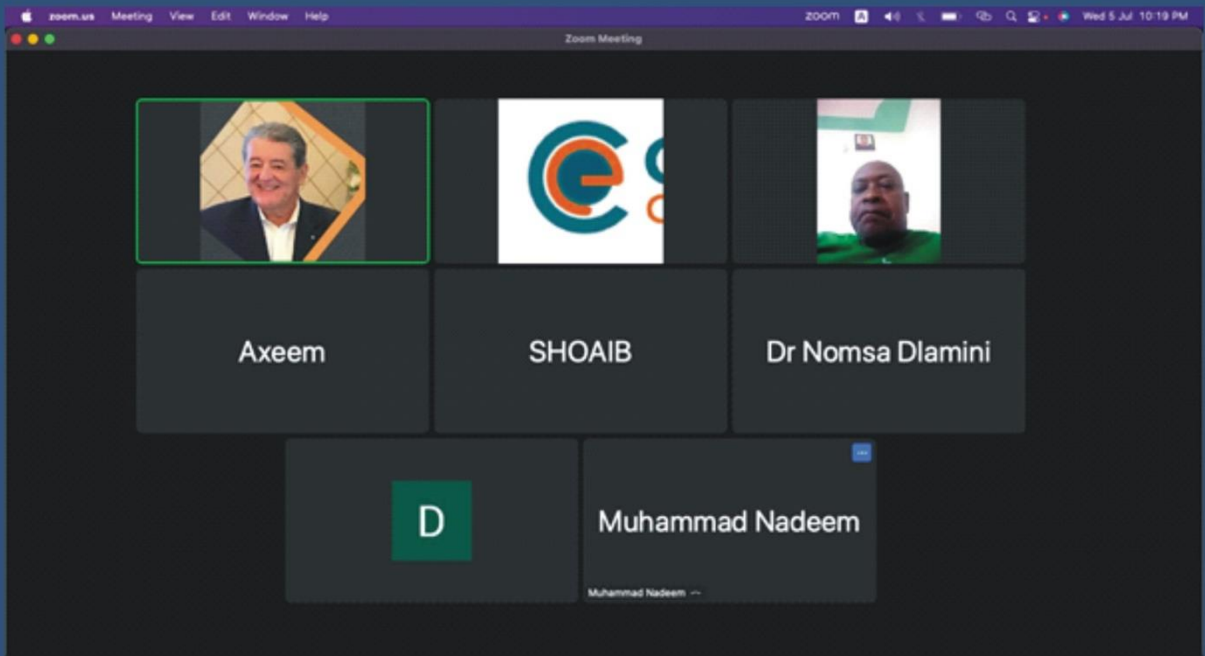 zoom.us Meeting View Edit Window Help zoom A Wed 5 Jul 10:19 PM
Zoom Meeting
Axeem SHOAIB Dr Nomsa Dlamini
D Muhammad Nadeem
Muhammad Nadeem